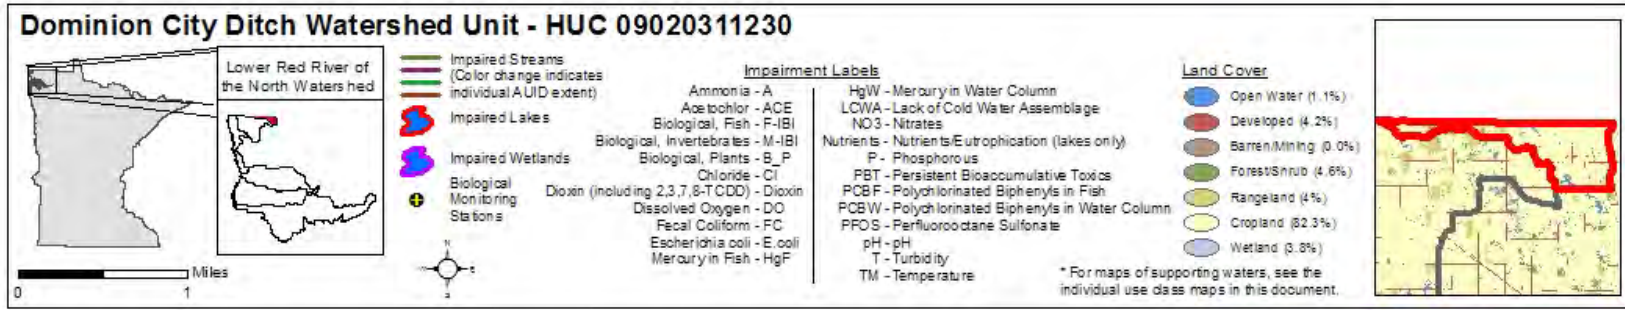 Dominion City Ditch Watershed Unit - HUC 09020311230
Lower Red River of
the North Watershed
Miles
0 1
Impaired Streams
(Color change indicates
individual AUID extent)
Impaired Lakes
Impaired Wetlands
Biological
Monitoring
Stations
N
E
S
Impairment Labels
Ammonia - A
Acetochlor - ACE
Biological, Fish - F-IBI
Biological, Invertebrates - M-IBI
Biological, Plants - B_P
Chloride - Cl
Dioxin (including 2,3,7,8-TCDD) - Dioxin
Dissolved Oxygen - DO
Fecal Coliform - FC
Escherichia coli - E.coli
Mercury in Fish - HgF
HgW - Mercury in Water Column
LCWA - Lack of Cold Water Assemblage
NO3 - Nitrates
Nutrients - Nutrients/Eutrophication (lakes only)
P - Phosphorous
PBT - Persistent Bioaccumulative Toxics
PCBF - Polychlorinated Biphenyls in Fish
PCBW - Polychlorinated Biphenyls in Water Column
PFOS - Perfluorooctane Sulfonate
pH - pH
T - Turbidity
TM - Temperature
Land Cover
Open Water (1.1%)
Developed (4.2%)
Barren/Mining (0.0%)
Forest/Shrub (4.6%)
Rangeland (4%)
Cropland (82.3%)
Wetland (3.8%)
* For maps of supporting waters, see the
individual use class maps in this document.